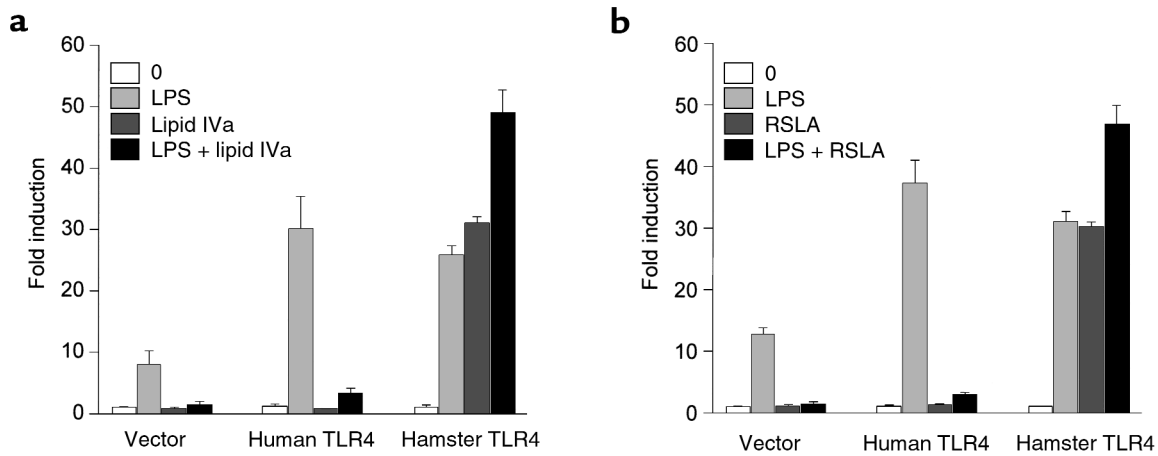 a
60
50
40
30
20
10
0
Fold induction
0
LPS
Lipid IVa
LPS + lipid IVa
Vector
Human TLR4
Hamster TLR4
b
60
50
40
30
20
10
0
Fold induction
0
LPS
RSLA
LPS + RSLA
Vector
Human TLR4
Hamster TLR4